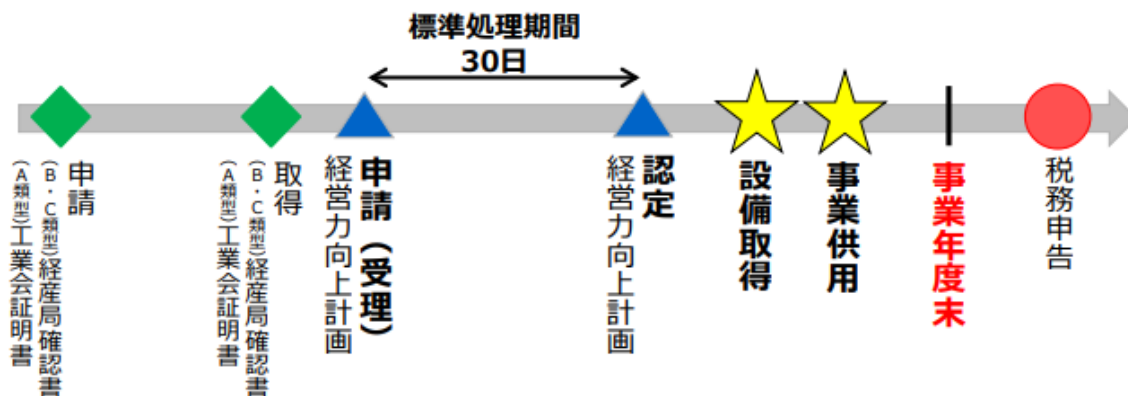 標準処理期間
30日
申請
(B・C類型)経産局確認書
(A類型)工業会証明書
取得
(B・C類型)経産局確認書
(A類型)工業会証明書
申請（受理）
経営力向上計画
認定
経営力向上計画
設備取得
事業供用
事業年度末
税務申告